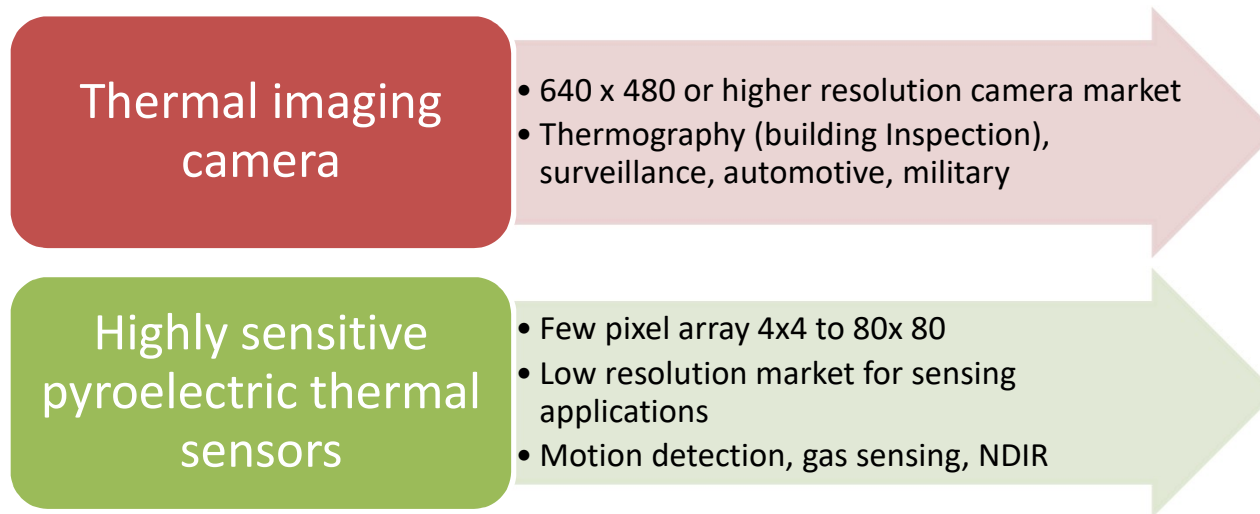 Thermal imaging
camera
• 640 x 480 or higher resolution camera market
• Thermography (building Inspection),
surveillance, automotive, military
Highly sensitive
pyroelectric thermal
sensors
• Few pixel array 4x4 to 80x 80
• Low resolution market for sensing
applications
• Motion detection, gas sensing, NDIR